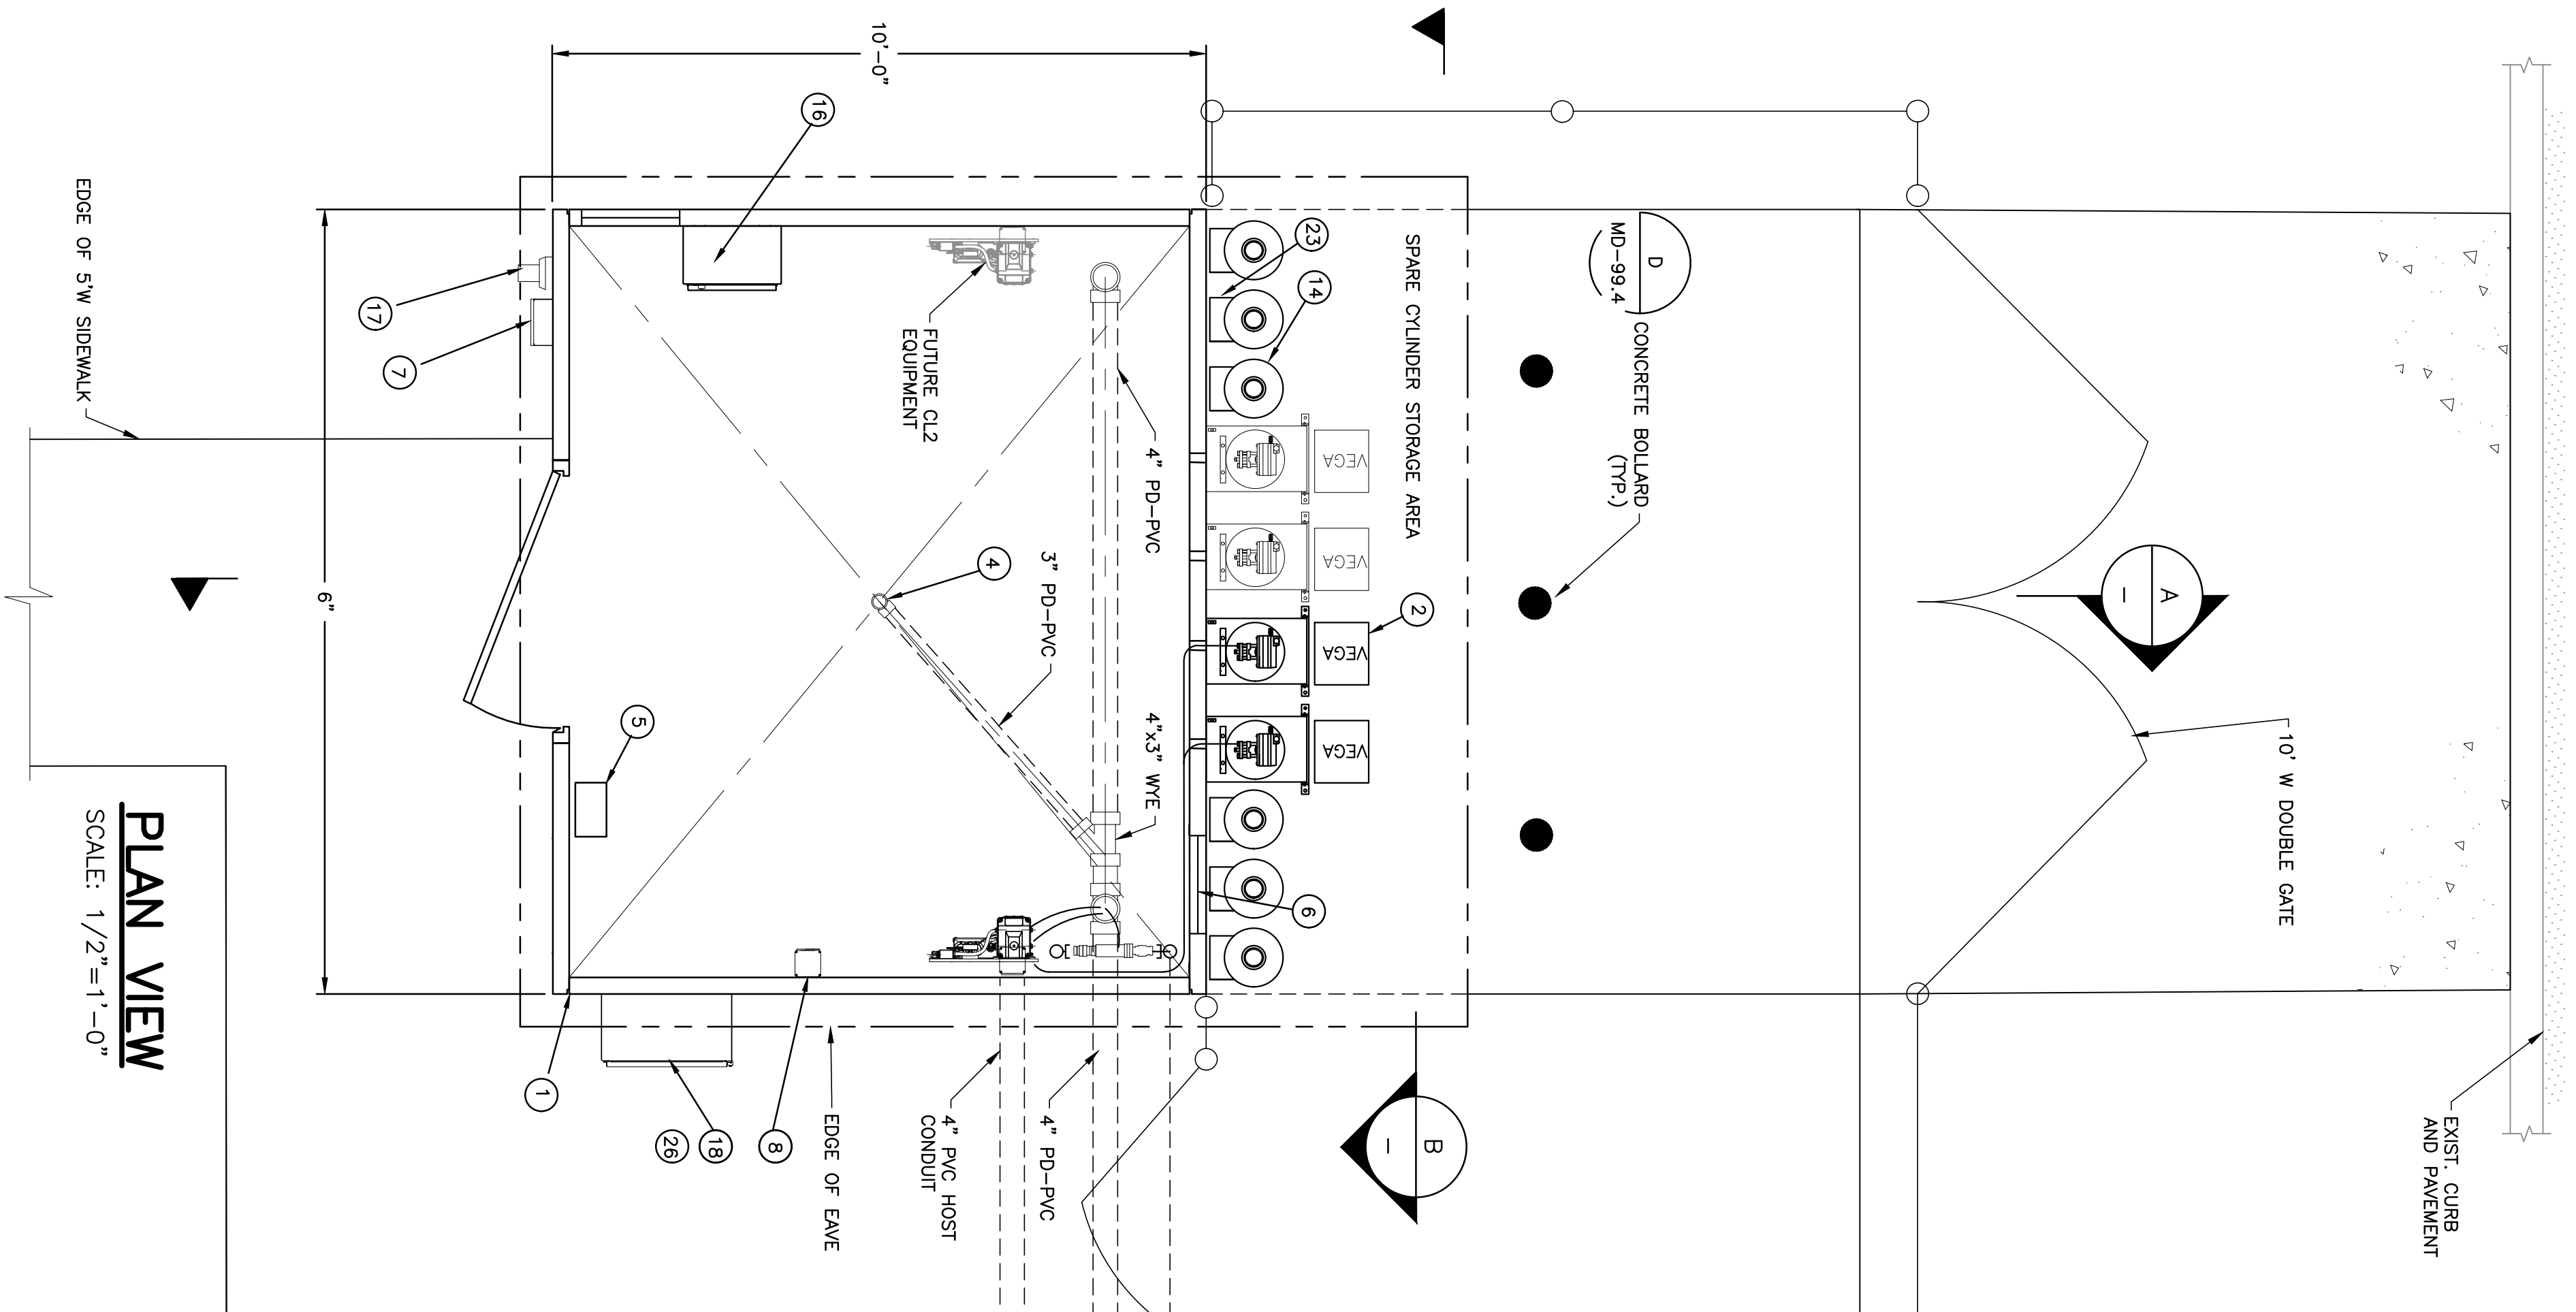 EXIST. CURB
AND PAVEMENT
10' W DOUBLE GATE
A
–
D
MD-99.4
CONCRETE BOLLARD
(TYP.)
B
–
SPARE CYLINDER STORAGE AREA
2
VEGA
VEGA
VEGA
VEGA
23
14
6
4" PD-PVC
4"x3" WYE
3" PD-PVC
4" PD-PVC
4
FUTURE CL2
EQUIPMENT
4" PVC HOST
CONDUIT
10'-0"
16
EDGE OF EAVE
8
18
26
5
1
17
7
6"
EDGE OF 5'W SIDEWALK
PLAN VIEW
SCALE: 1/2"=1'-0"